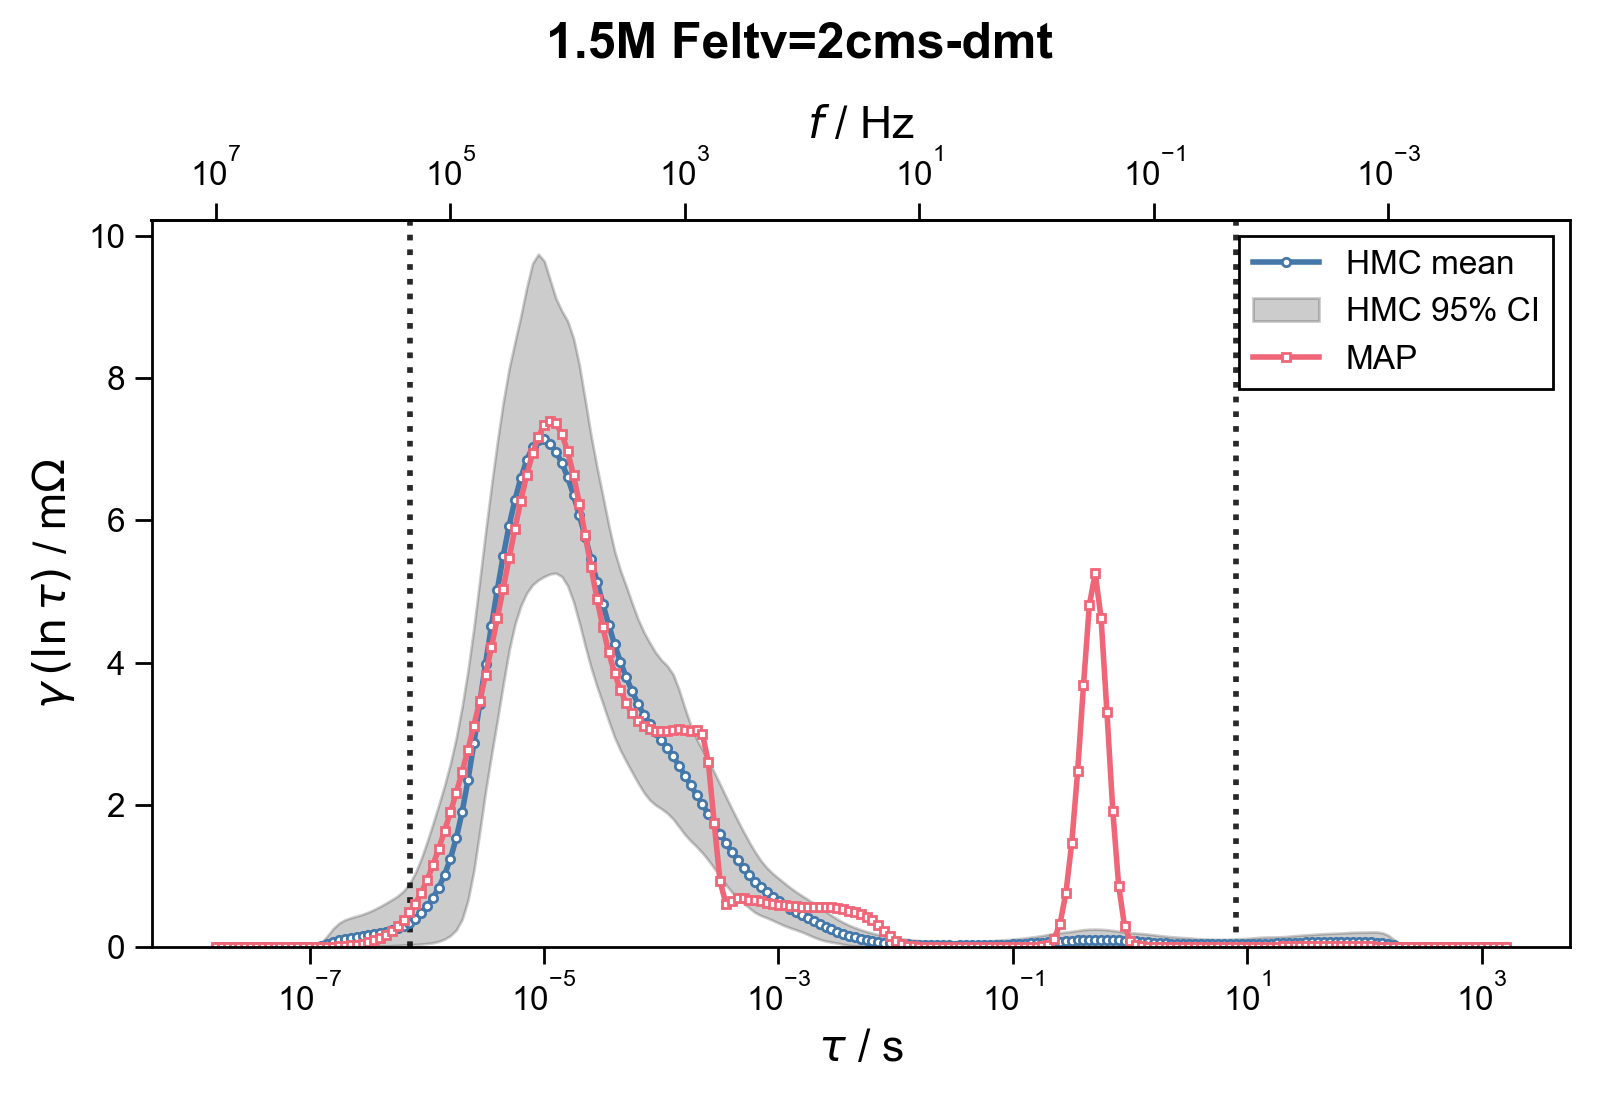 1.5M Feltv=2cms-dmt
f / Hz
10^7 10^5 10^3 10^1 10^−1 10^−3
10
8
6
4
2
0
γ (ln τ) / mΩ
HMC mean
HMC 95% CI
MAP
10^−7 10^−5 10^−3 10^−1 10^1 10^3
τ / s